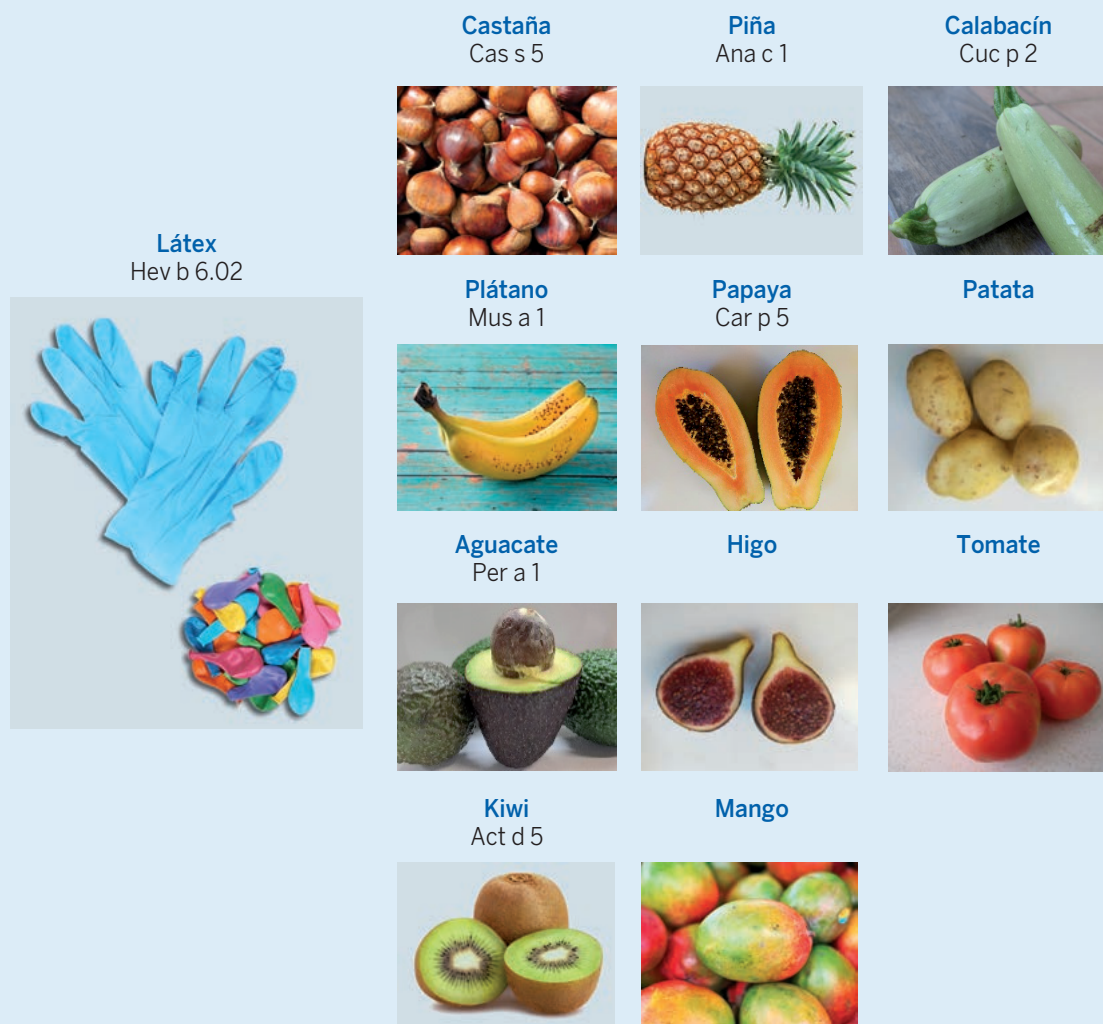 Castaña
Cas s 5
Piña
Ana c 1
Calabacín
Cuc p 2
Látex
Hev b 6.02
Plátano
Mus a 1
Papaya
Car p 5
Patata
Aguacate
Per a 1
Higo
Tomate
Kiwi
Act d 5
Mango